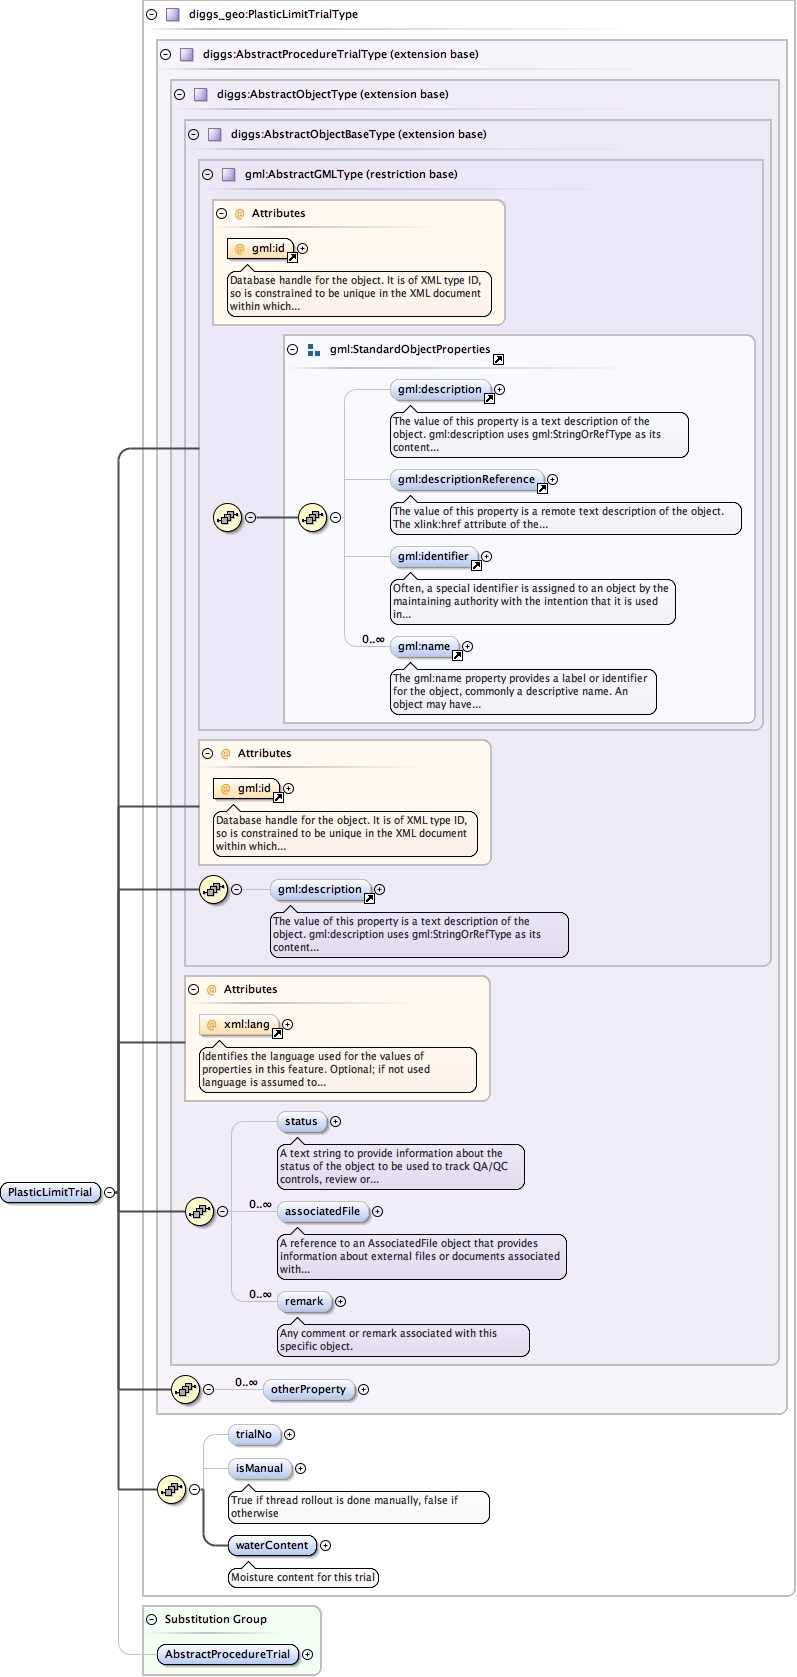 diggs_geo:PlasticLimitTrialType
diggs:AbstractProcedureTrialType (extension base)
diggs:AbstractObjectType (extension base)
diggs:AbstractObjectBaseType (extension base)
gml:AbstractGMLType (restriction base)
@ Attributes
@ gml:id
Database handle for the object. It is of XML type ID,
so is constrained to be unique in the XML document
within which...
gml:StandardObjectProperties
gml:description
The value of this property is a text description of the
object. gml:description uses gml:StringOrRefType as its
content...
gml:descriptionReference
The value of this property is a remote text description of the object.
The xlink:href attribute of the...
gml:identifier
Often, a special identifier is assigned to an object by the
maintaining authority with the intention that it is used
in...
0..∞
gml:name
The gml:name property provides a label or identifier
for the object, commonly a descriptive name. An
object may have...
@ Attributes
@ gml:id
Database handle for the object. It is of XML type ID,
so is constrained to be unique in the XML document
within which...
gml:description
The value of this property is a text description of the
object. gml:description uses gml:StringOrRefType as its
content...
@ Attributes
@ xml:lang
Identifies the language used for the values of
properties in this feature. Optional; if not used
language is assumed to...
status
A text string to provide information about the
status of the object to be used to track QA/QC
controls, review or...
PlasticLimitTrial
0..∞
associatedFile
A reference to an AssociatedFile object that provides
information about external files or documents associated
with...
0..∞
remark
Any comment or remark associated with this
specific object.
0..∞
otherProperty
trialNo
isManual
True if thread rollout is done manually, false if
otherwise
waterContent
Moisture content for this trial
Substitution Group
AbstractProcedureTrial